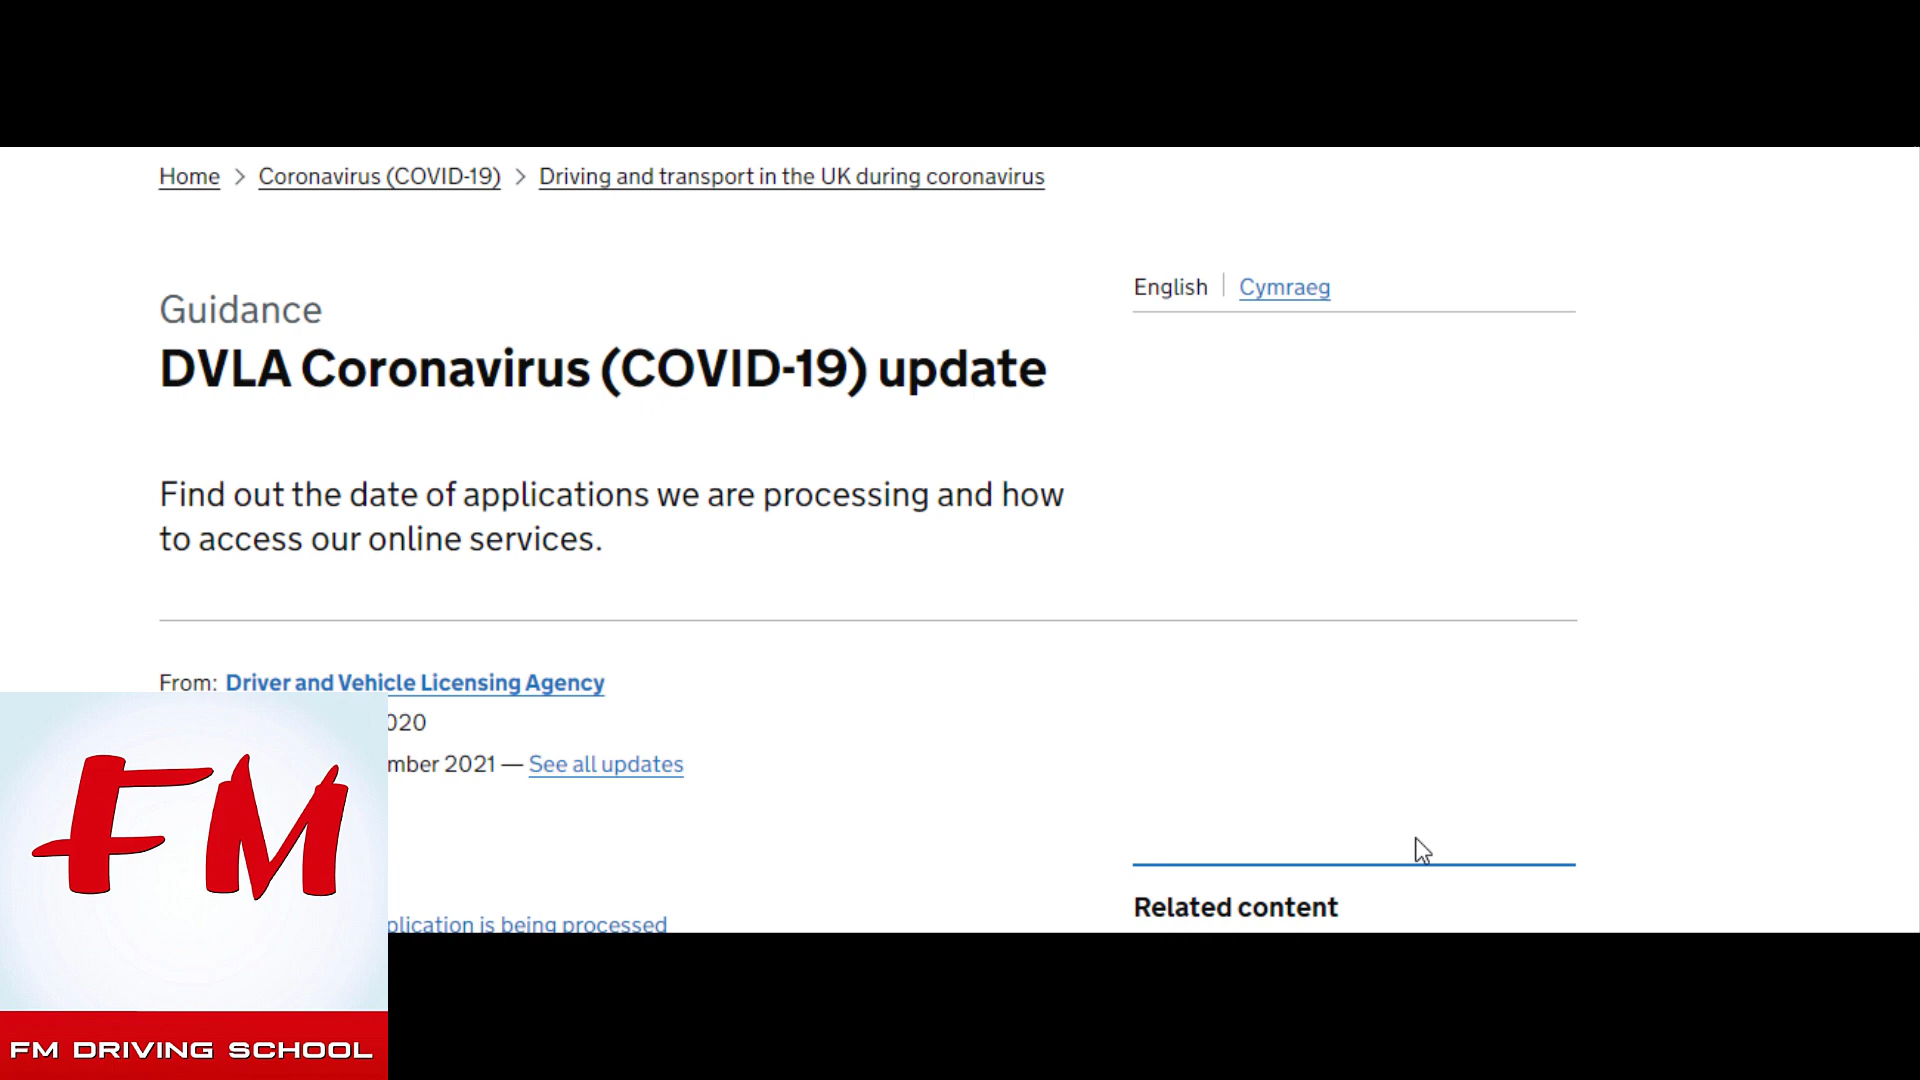 Home > Coronavirus (COVID-19) > Driving and transport in the UK during coronavirus
English | Cymraeg
Guidance
DVLA Coronavirus (COVID-19) update
Find out the date of applications we are processing and how
to access our online services.
From: Driver and Vehicle Licensing Agency
020
mber 2021 — See all updates
plication is being processed
Related content
FM
FM DRIVING SCHOOL